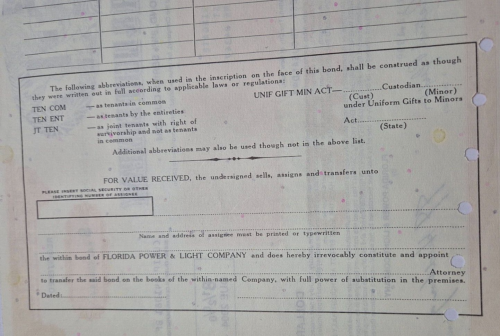 The following abbreviations, when used in the inscription on the face of this bond, shall be construed as though
they were written out in full according to applicable laws or regulations:
TEN COM — as tenants in common
TEN ENT — as tenants by the entireties
JT TEN — as joint tenants with right of
survivorship and not as tenants
in common
UNIF GIFT MIN ACT—..........Custodian..........
(Cust) (Minor)
under Uniform Gifts to Minors
Act....................
(State)
Additional abbreviations may also be used though not in the above list.
FOR VALUE RECEIVED, the undersigned sells, assigns and transfers unto
PLEASE INSERT SOCIAL SECURITY OR OTHER
IDENTIFYING NUMBER OF ASSIGNEE
Name and address of assignee must be printed or typewritten
the within bond of FLORIDA POWER & LIGHT COMPANY and does hereby irrevocably constitute and appoint
Attorney
to transfer the said bond on the books of the within-named Company, with full power of substitution in the premises.
Dated: